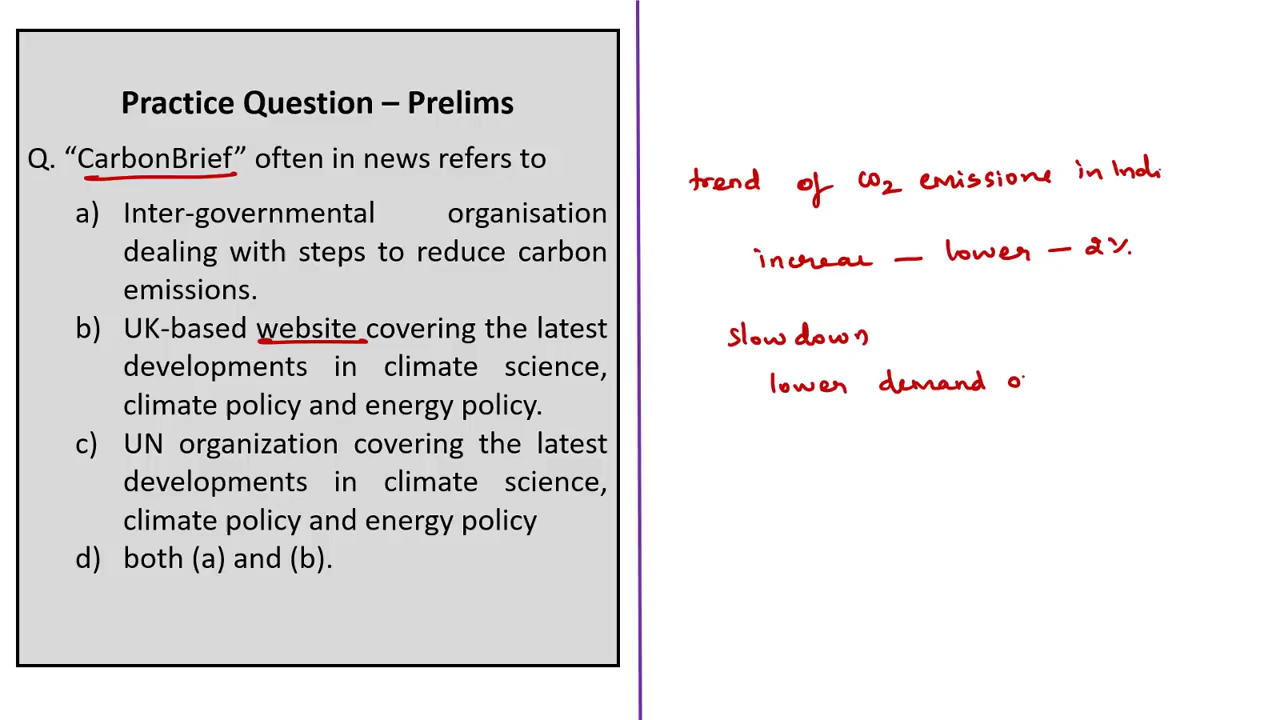 Practice Question – Prelims
Q. “CarbonBrief” often in news refers to
a) Inter-governmental organisation
dealing with steps to reduce carbon
emissions.
b) UK-based website covering the latest
developments in climate science,
climate policy and energy policy.
c) UN organization covering the latest
developments in climate science,
climate policy and energy policy
d) both (a) and (b).
trend of CO2 emissions in Indi
increase — lower — 2%.
slowdown
lower demand o